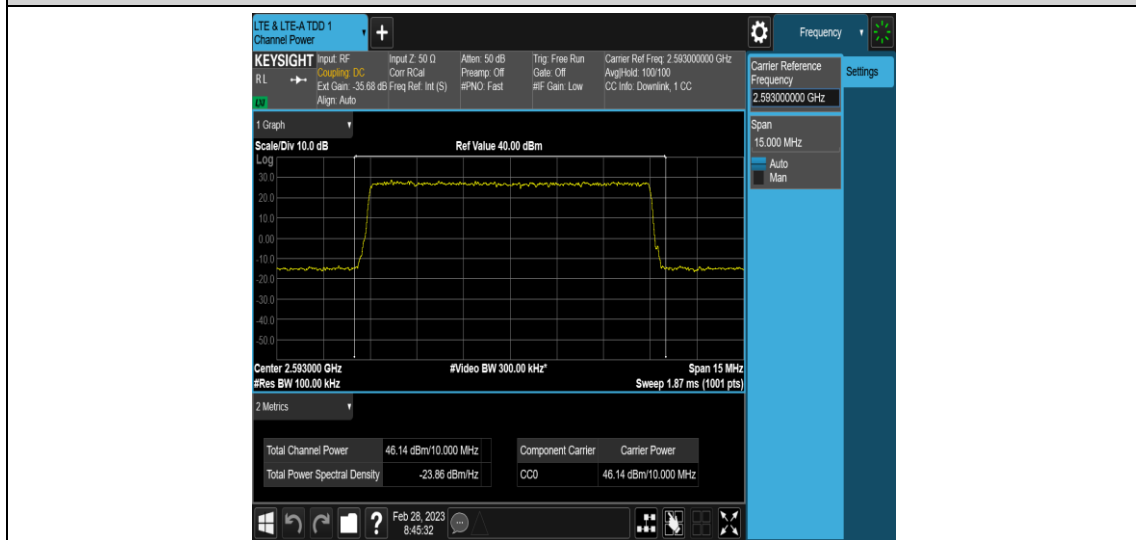 LTE & LTE-A TDD 1
Channel Power
Frequency
KEYSIGHT
RL
LXI
Input: RF
Coupling: DC
Ext Gain: -35.68 dB
Align: Auto
Input Z: 50 Ω
Corr RCal
Freq Ref: Int (S)
Atten: 50 dB
Preamp: Off
#PNO: Fast
Trig: Free Run
Gate: Off
#IF Gain: Low
Carrier Ref Freq: 2.593000000 GHz
Avg|Hold: 100/100
CC Info: Downlink, 1 CC
Carrier Reference
Frequency
2.593000000 GHz
Settings
Span
15.000 MHz
Auto
Man
1 Graph
Scale/Div 10.0 dB
Ref Value 40.00 dBm
Log
30.0
20.0
10.0
0.00
-10.0
-20.0
-30.0
-40.0
-50.0
Center 2.593000 GHz
#Video BW 300.00 kHz*
Span 15 MHz
#Res BW 100.00 kHz
Sweep 1.87 ms (1001 pts)
2 Metrics
Total Channel Power 46.14 dBm/10.000 MHz
Total Power Spectral Density -23.86 dBm/Hz
Component Carrier Carrier Power
CC0 46.14 dBm/10.000 MHz
?
Feb 28, 2023
8:45:32